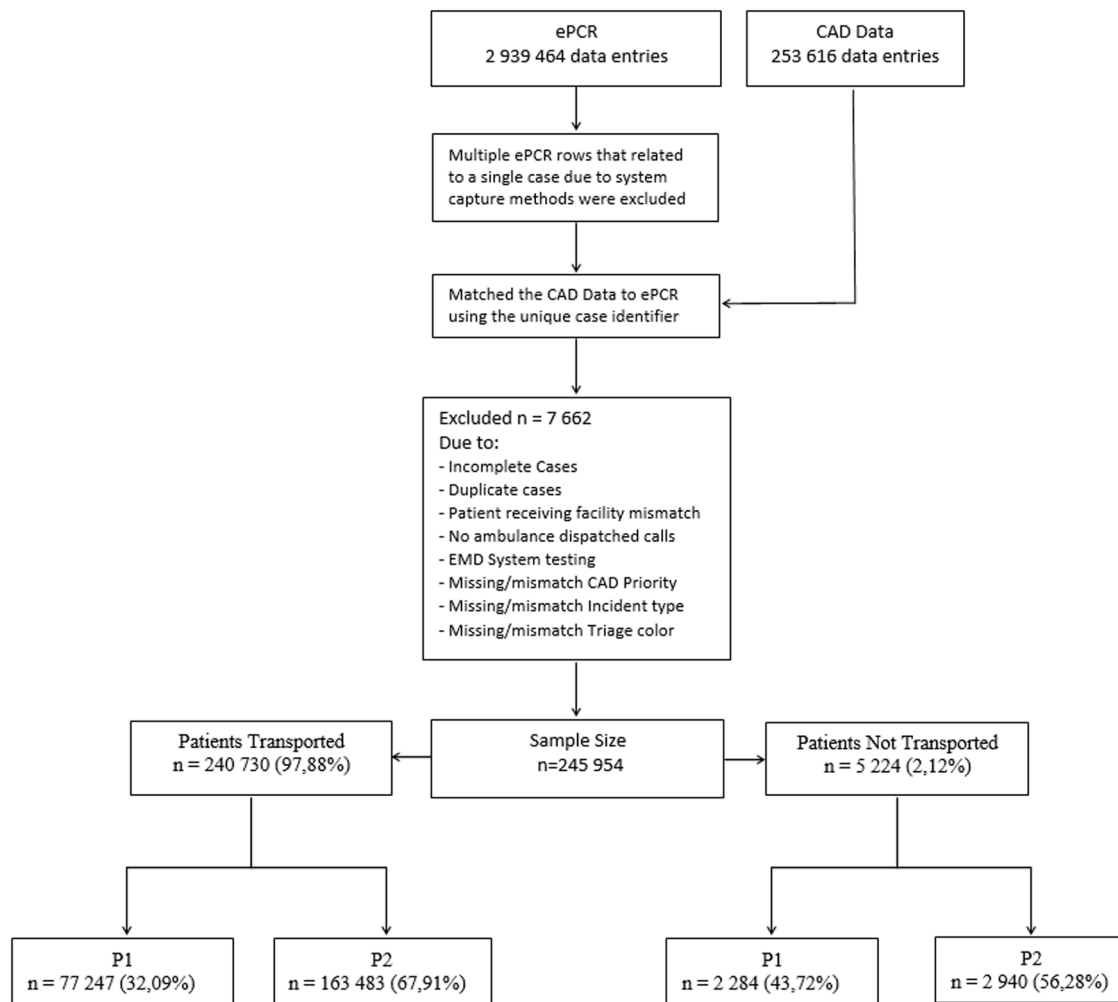 ePCR
2 939 464 data entries
CAD Data
253 616 data entries
Multiple ePCR rows that related
to a single case due to system
capture methods were excluded
Matched the CAD Data to ePCR
using the unique case identifier
Excluded n = 7 662
Due to:
- Incomplete Cases
- Duplicate cases
- Patient receiving facility mismatch
- No ambulance dispatched calls
- EMD System testing
- Missing/mismatch CAD Priority
- Missing/mismatch Incident type
- Missing/mismatch Triage color
Patients Transported
n = 240 730 (97,88%)
Sample Size
n=245 954
Patients Not Transported
n = 5 224 (2,12%)
P1
n = 77 247 (32,09%)
P2
n = 163 483 (67,91%)
P1
n = 2 284 (43,72%)
P2
n = 2 940 (56,28%)